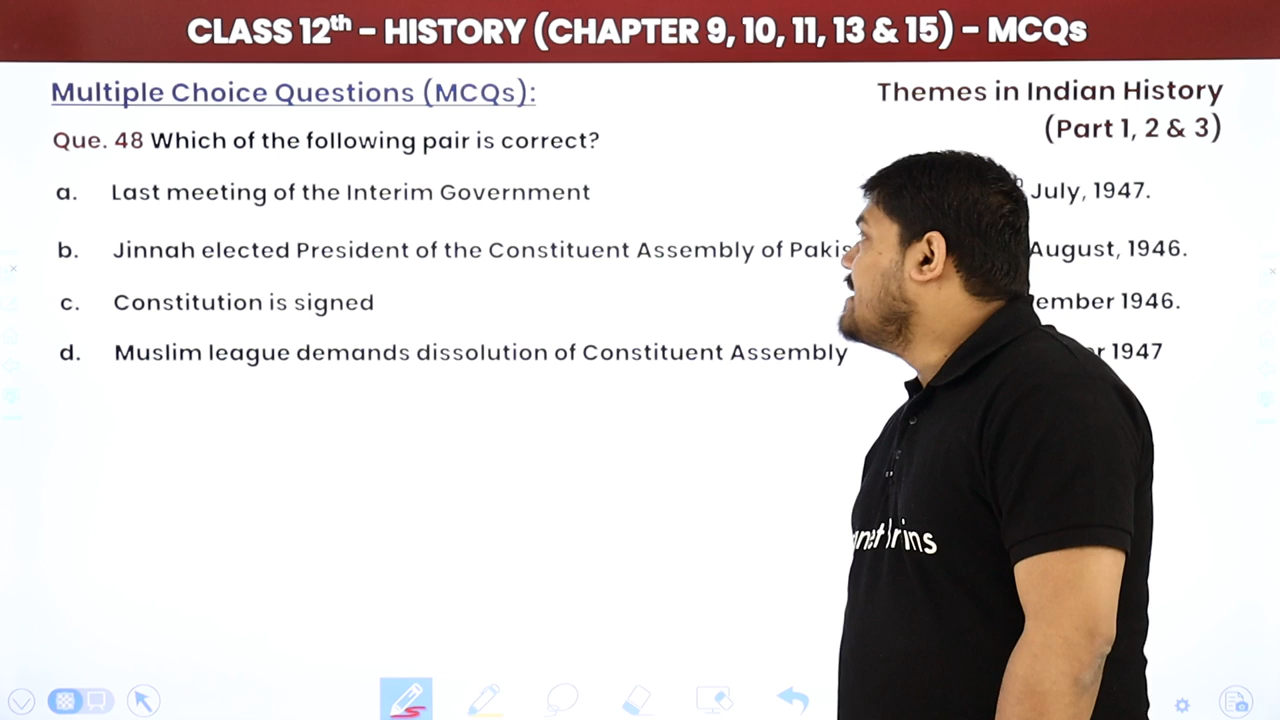 CLASS 12th - HISTORY (CHAPTER 9, 10, 11, 13 & 15) - MCQs
Multiple Choice Questions (MCQs):
Themes in Indian History
(Part 1, 2 & 3)
Que. 48 Which of the following pair is correct?
a. Last meeting of the Interim Government July, 1947.
b. Jinnah elected President of the Constituent Assembly of August, 1946.
c. Constitution is signed 1946.
d. Muslim league demands dissolution of Constituent Assembly 1947